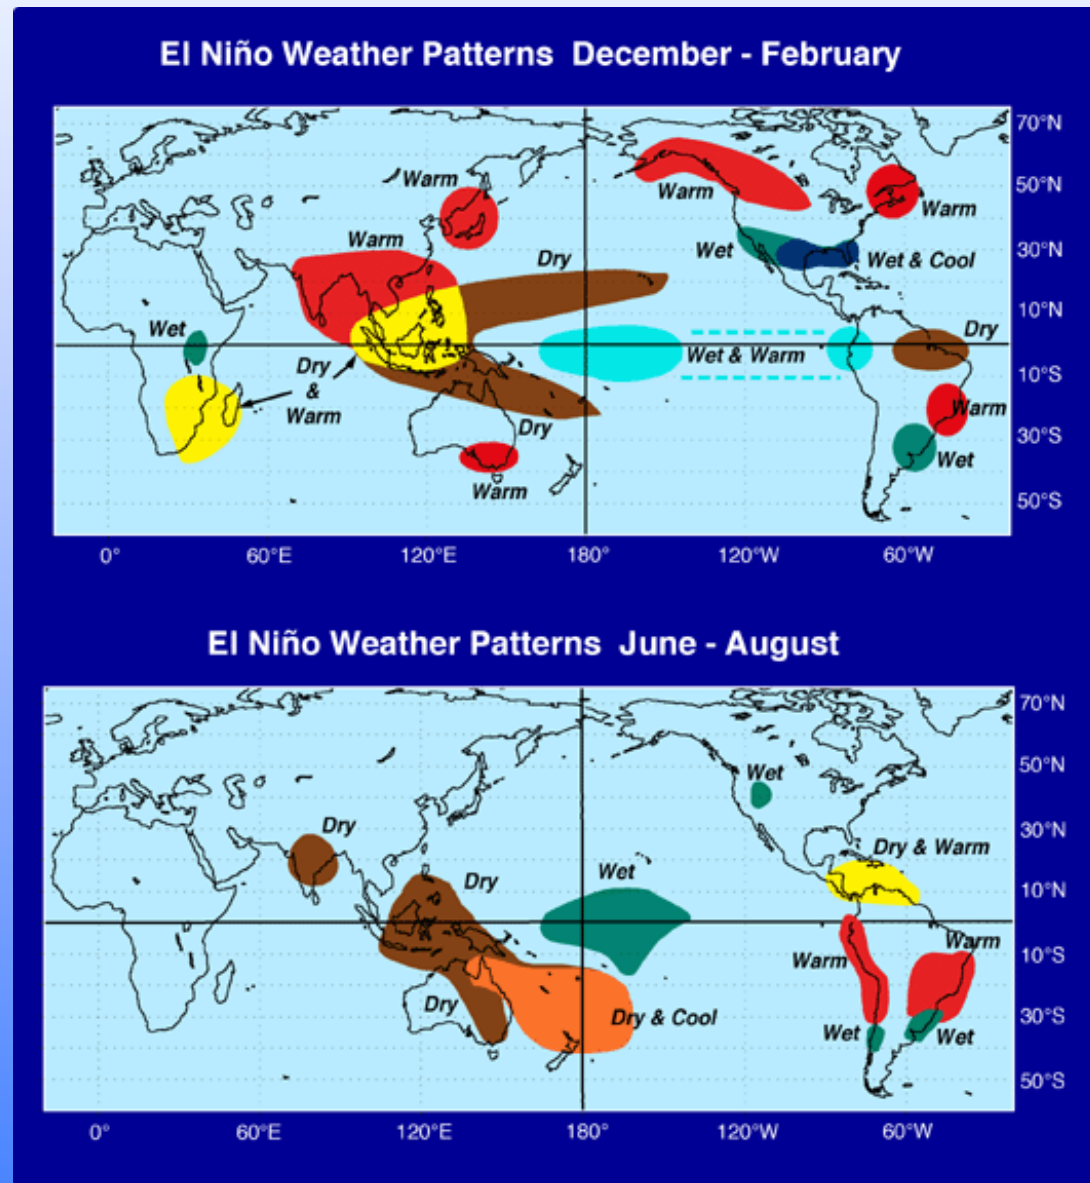 El Niño Weather Patterns December - February
70°N
Warm
Warm
Warm
50°N
Warm
Wet
30°N
Dry
Wet & Cool
10°N
Wet
Dry
Wet & Warm
Dry
&
Warm
10°S
Warm
Dry
30°S
Wet
Warm
50°S
0°
60°E
120°E
180°
120°W
60°W
El Niño Weather Patterns June - August
70°N
Wet
50°N
Dry
30°N
Dry & Warm
Dry
Wet
10°N
Warm
Warm
10°S
Dry
Dry & Cool
30°S
Wet
Wet
50°S
0°
60°E
120°E
180°
120°W
60°W